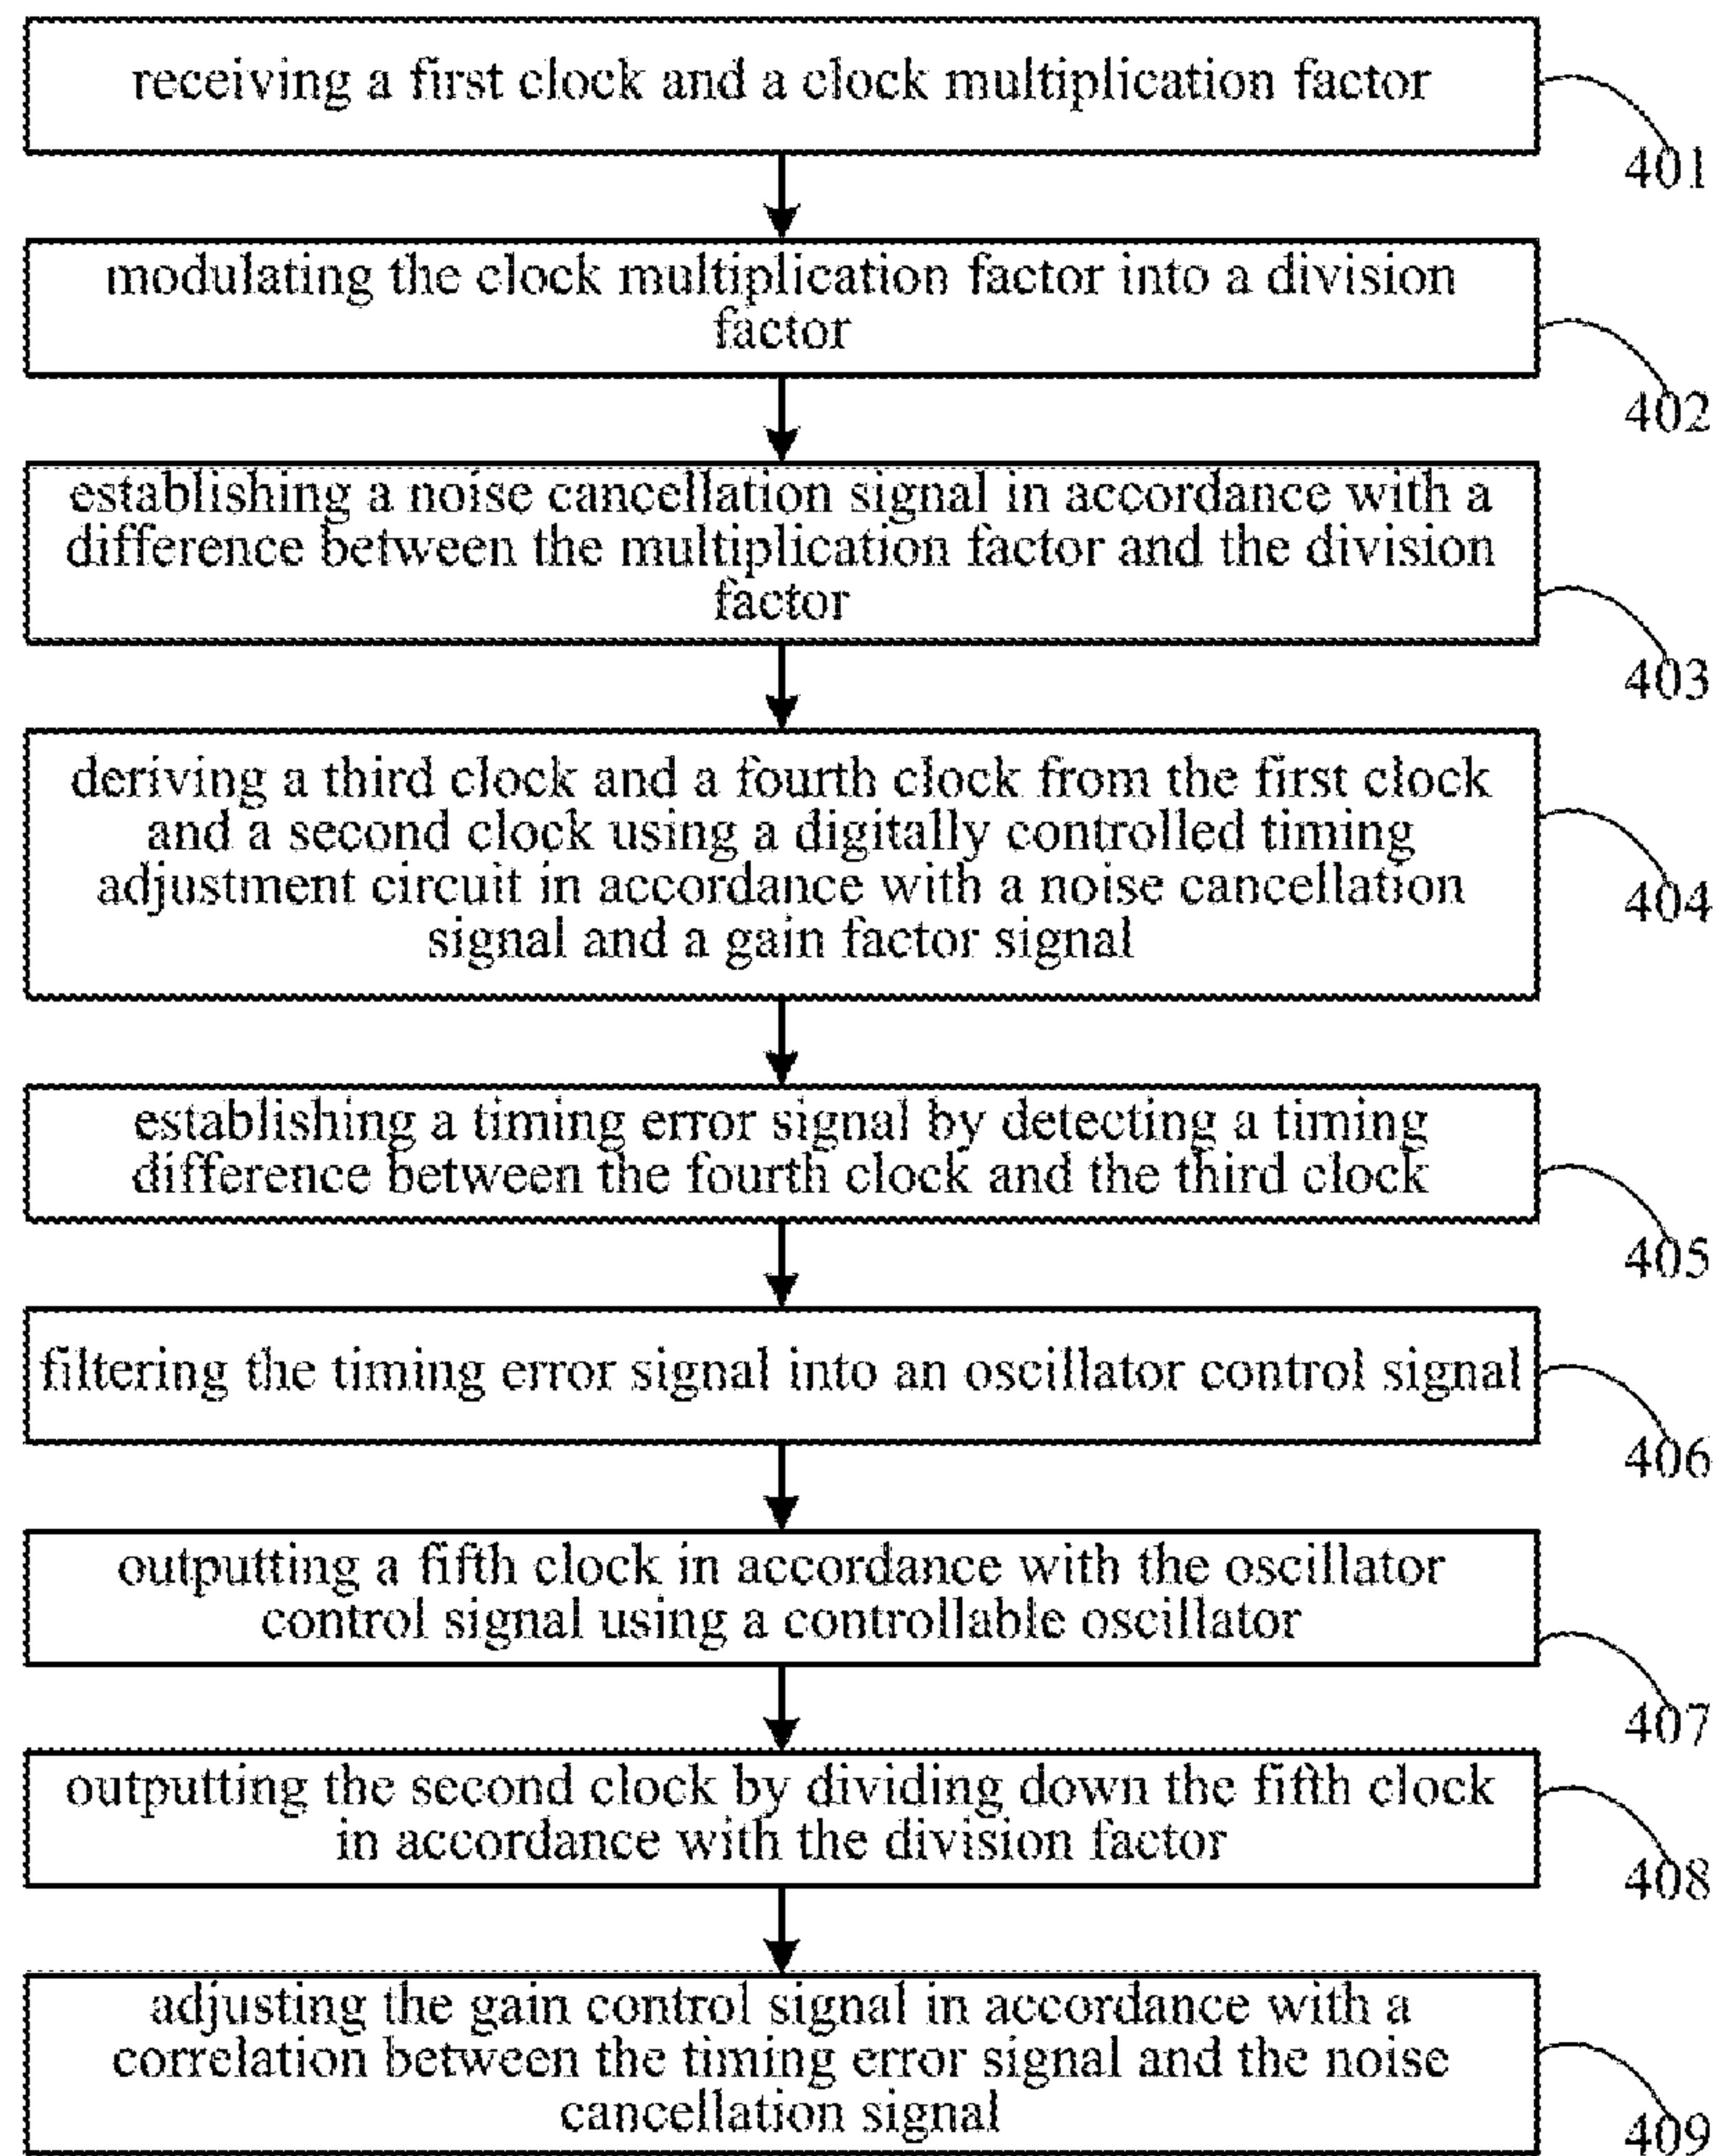 receiving a first clock and a clock multiplication factor
401
modulating the clock multiplication factor into a division
factor
402
establishing a noise cancellation signal in accordance with a
difference between the multiplication factor and the division
factor
403
deriving a third clock and a fourth clock from the first clock
and a second clock using a digitally controlled timing
adjustment circuit in accordance with a noise cancellation
signal and a gain factor signal
404
establishing a timing error signal by detecting a timing
difference between the fourth clock and the third clock
405
filtering the timing error signal into an oscillator control signal
406
outputting a fifth clock in accordance with the oscillator
control signal using a controllable oscillator
407
outputting the second clock by dividing down the fifth clock
in accordance with the division factor
408
adjusting the gain control signal in accordance with a
correlation between the timing error signal and the noise
cancellation signal
409